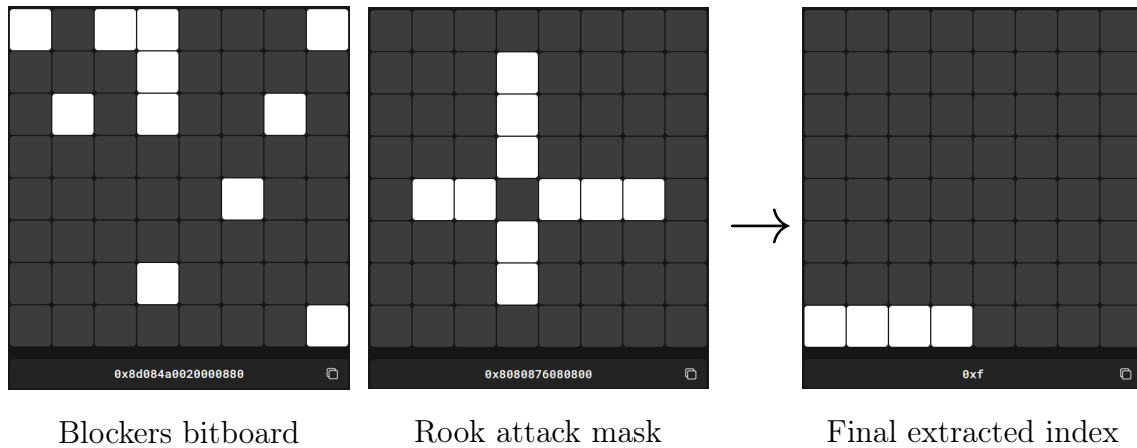 0x8d084a0020000880
0x8080876080800
0xf
Blockers bitboard
Rook attack mask
Final extracted index